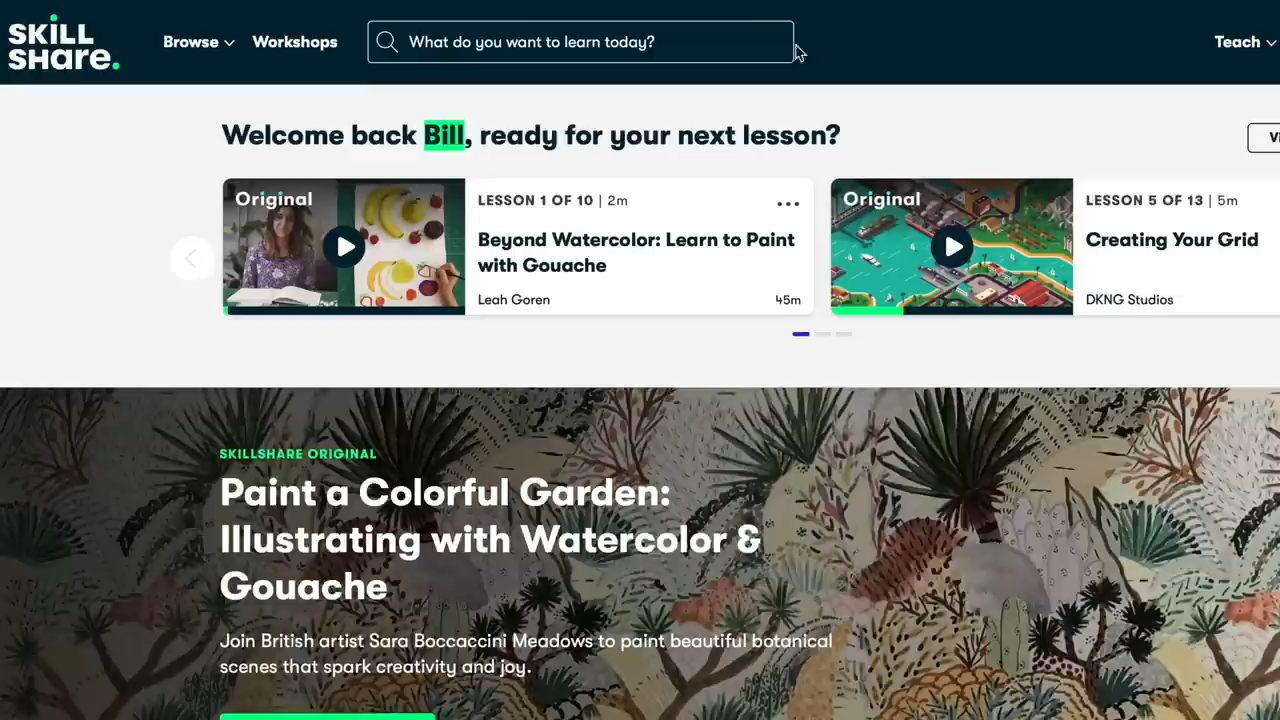 SKILL
SHare.
Browse
Workshops
What do you want to learn today?
Teach
Welcome back Bill, ready for your next lesson?
Original
LESSON 1 OF 10 | 2m
Beyond Watercolor: Learn to Paint
with Gouache
Leah Goren
45m
Original
LESSON 5 OF 13 | 5m
Creating Your Grid
DKNG Studios
SKILLSHARE ORIGINAL
Paint a Colorful Garden:
Illustrating with Watercolor &
Gouache
Join British artist Sara Boccaccini Meadows to paint beautiful botanical
scenes that spark creativity and joy.